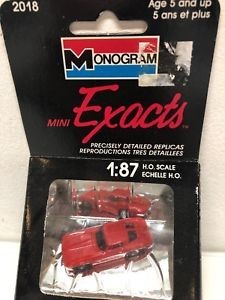 2018
Age 5 and up
5 ans et plus
MONOGRAM
MINI Exacts ™
PRECISELY DETAILED REPLICAS
REPRODUCTIONS TRES DETAILLEES
1:87 H.O. SCALE
ECHELLE H.O.